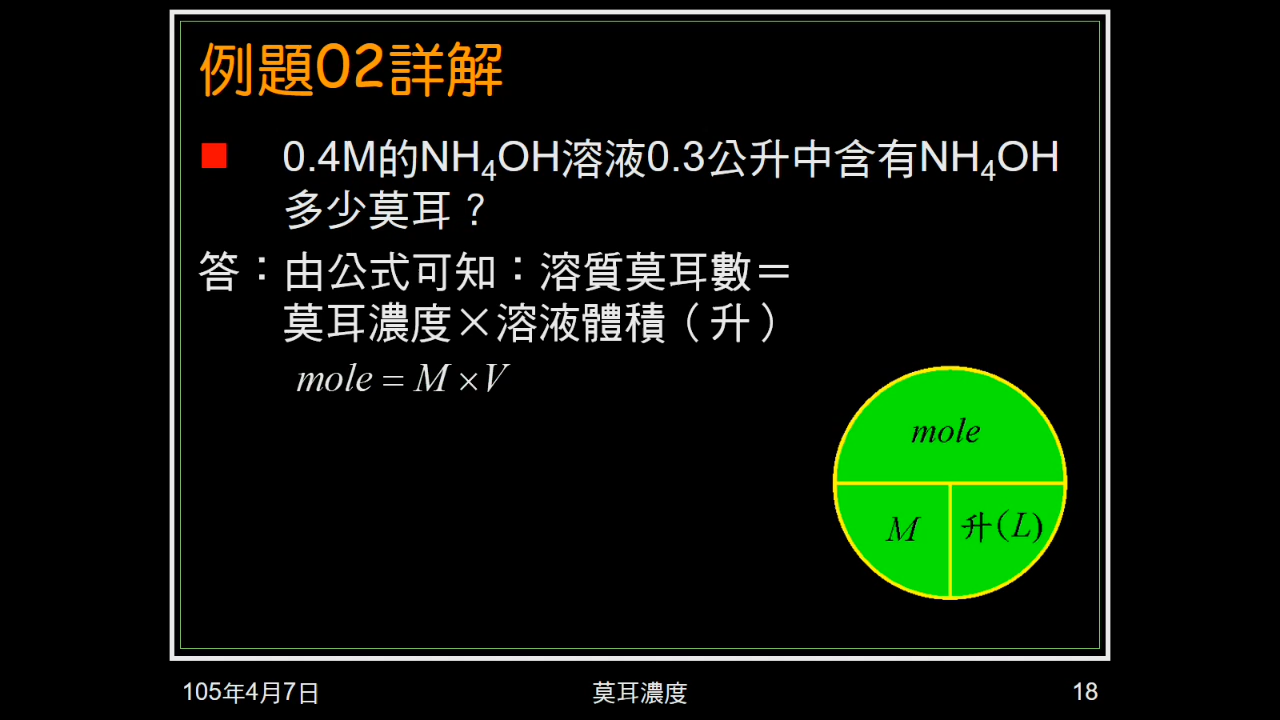 例題02詳解
0.4M的NH₄OH溶液0.3公升中含有NH₄OH
多少莫耳？
答：由公式可知：溶質莫耳數＝
莫耳濃度×溶液體積（升）
mole = M × V
mole
M
升(L)
105年4月7日
莫耳濃度
18